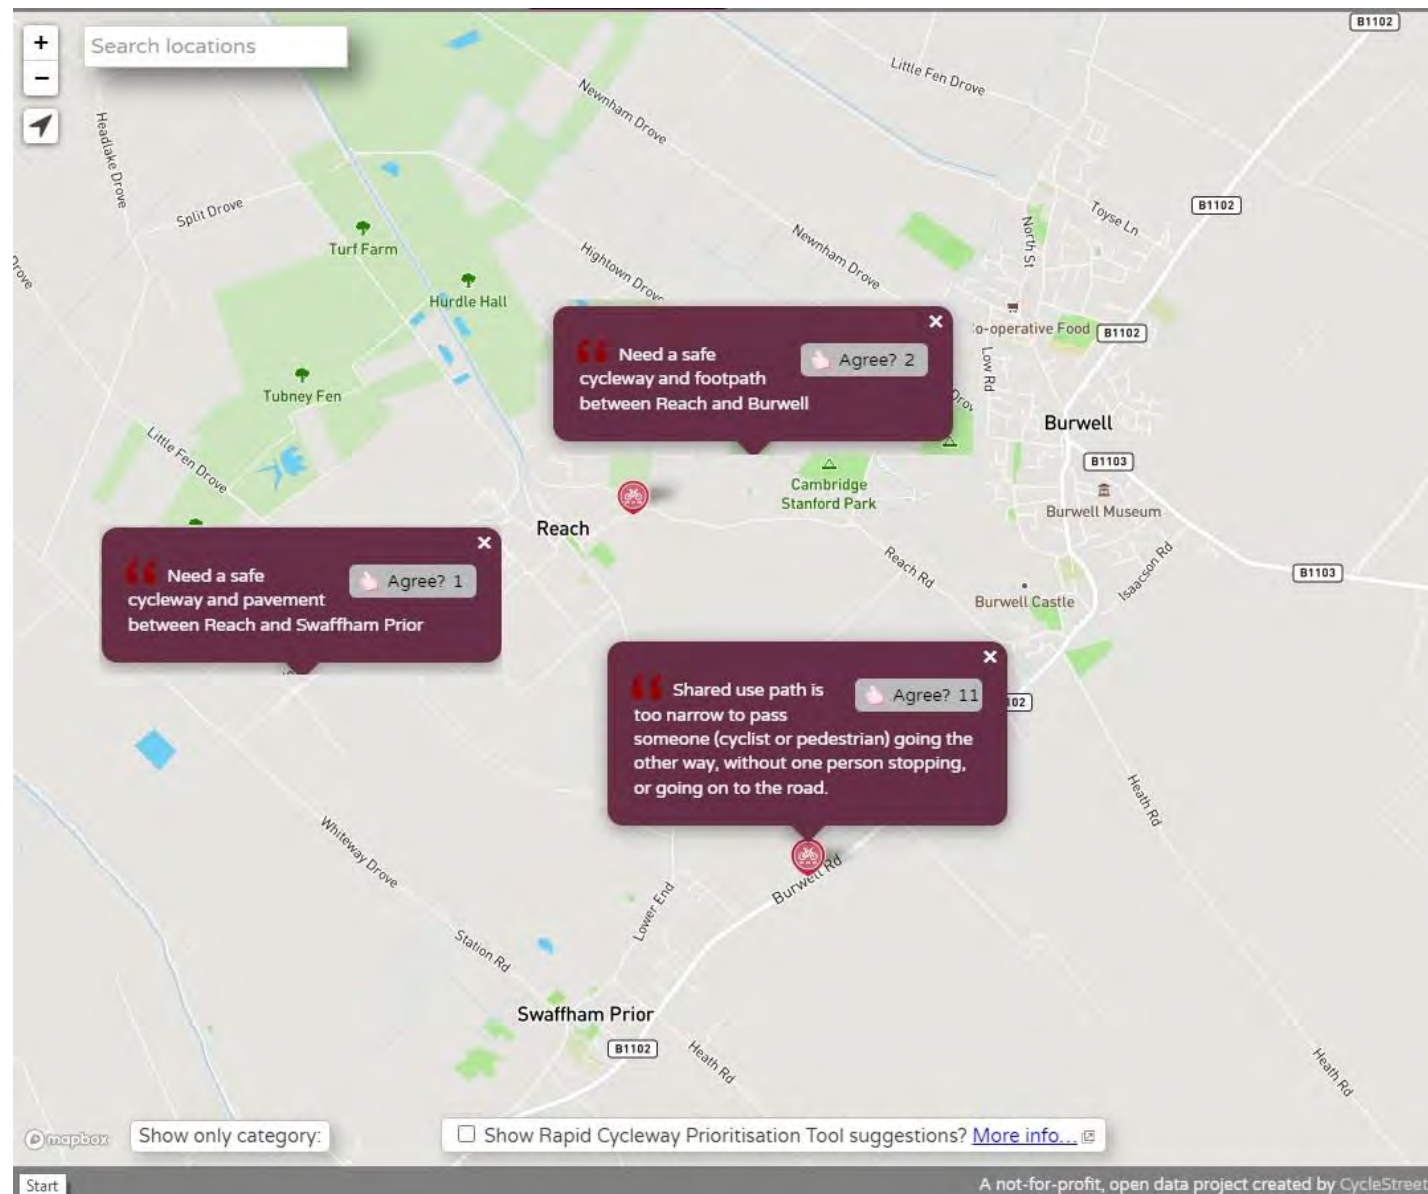 B1102
+
Search locations
−
Little Fen Drove
Newnham Drove
Headlake Drove
Split Drove
Toyse Ln
B1102
North St
Turf Farm
Newnham Drove
Hightown Drove
Hurdle Hall
Co-operative Food
B1102
Need a safe
cycleway and footpath
between Reach and Burwell
Agree? 2
Low Rd
Tubney Fen
Burwell
Little Fen Drove
B1103
Cambridge
Stanford Park
Burwell Museum
Reach
Reach Rd
Isaacson Rd
B1103
Burwell Castle
Need a safe
cycleway and pavement
between Reach and Swaffham Prior
Agree? 1
Shared use path is
too narrow to pass
someone (cyclist or pedestrian) going the
other way, without one person stopping,
or going on to the road.
Agree? 11
102
Heath Rd
Whiteway Drove
Burwell Rd
Lower End
Station Rd
Swaffham Prior
B1102
Heath Rd
Heath Rd
mapbox
Show only category:
Show Rapid Cycleway Prioritisation Tool suggestions? More info...
Start
A not-for-profit, open data project created by CycleStreet